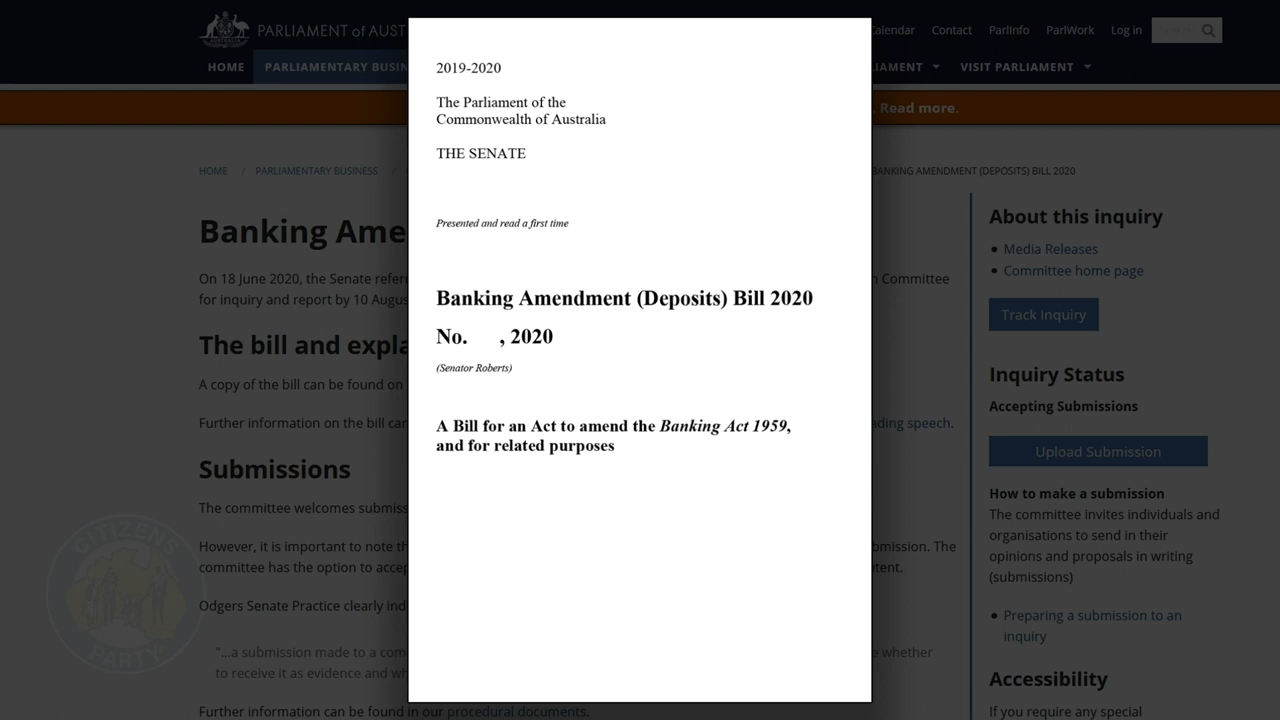 PARLIAMENT of AUST
Calendar Contact ParlInfo ParlWork Log in
HOME PARLIAMENTARY BUSIN
LIAMENT VISIT PARLIAMENT
. Read more.
HOME / PARLIAMENTARY BUSINESS /
BANKING AMENDMENT (DEPOSITS) BILL 2020
Banking Ame
On 18 June 2020, the Senate refer
n Committee
for inquiry and report by 10 Augus
The bill and expla
A copy of the bill can be found on
Further information on the bill can
ding speech.
Submissions
The committee welcomes submiss
However, it is important to note th
bmission. The
committee has the option to accep
tent.
Odgers Senate Practice clearly ind
"...a submission made to a com
e whether
to receive it as evidence and wh
Further information can be found in our procedural documents.
2019-2020
The Parliament of the
Commonwealth of Australia
THE SENATE
Presented and read a first time
Banking Amendment (Deposits) Bill 2020
No.      , 2020
(Senator Roberts)
A Bill for an Act to amend the Banking Act 1959,
and for related purposes
About this inquiry
Media Releases
Committee home page
Track Inquiry
Inquiry Status
Accepting Submissions
Upload Submission
How to make a submission
The committee invites individuals and
organisations to send in their
opinions and proposals in writing
(submissions)
Preparing a submission to an
inquiry
Accessibility
If you require any special
CITIZENS
PARTY